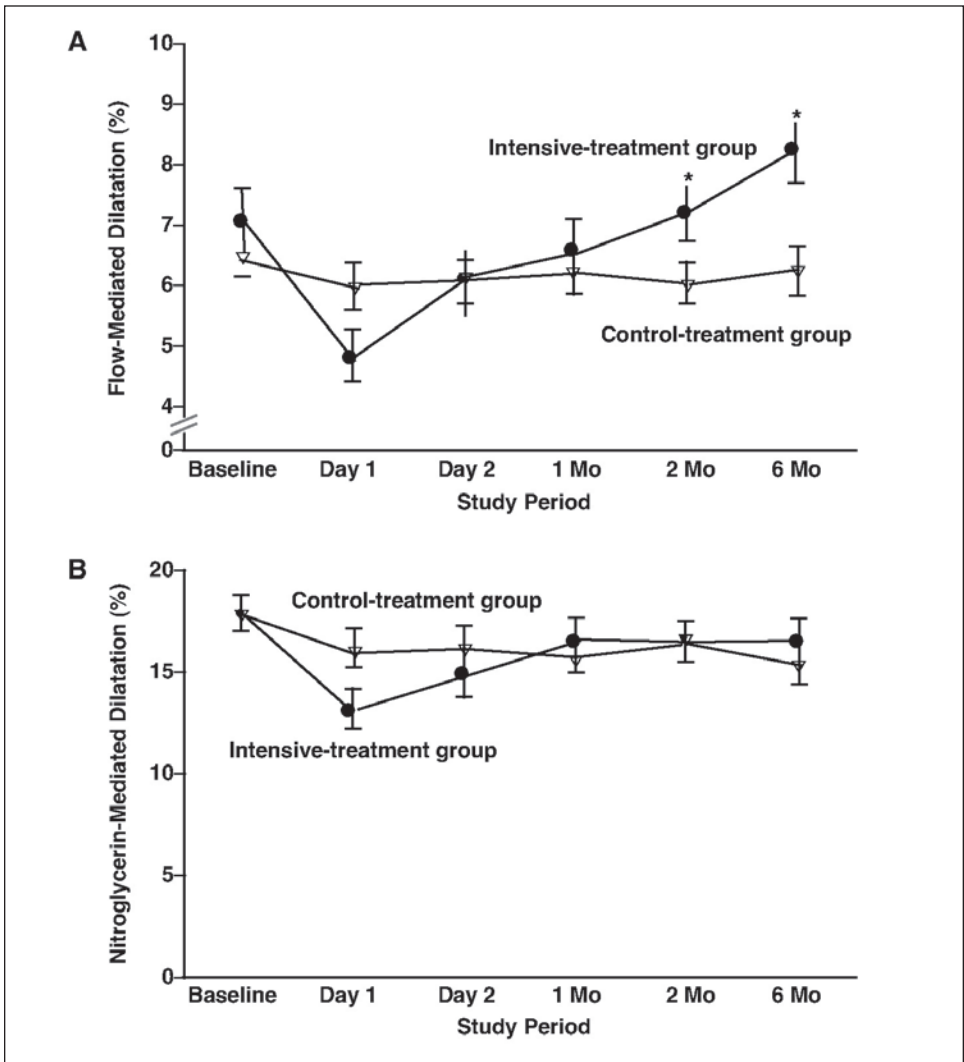 A
Flow-Mediated Dilatation (%)
10
9
8
7
6
5
4
0
*
*
Intensive-treatment group
Control-treatment group
Baseline Day 1 Day 2 1 Mo 2 Mo 6 Mo
Study Period
B
Nitroglycerin-Mediated Dilatation (%)
20
15
10
5
0
Control-treatment group
Intensive-treatment group
Baseline Day 1 Day 2 1 Mo 2 Mo 6 Mo
Study Period